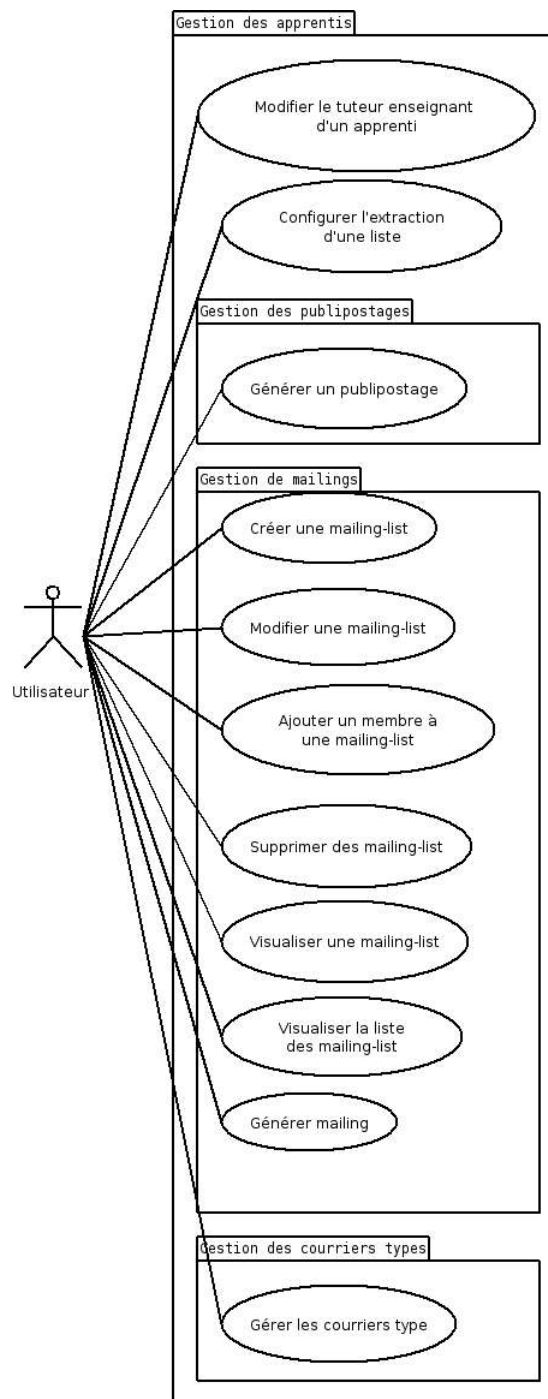 Gestion des apprentis
Modifier le tuteur enseignant
d'un apprenti
Configurer l'extraction
d'une liste
Gestion des publipostages
Générer un publipostage
Gestion de mailings
Créer une mailing-list
Modifier une mailing-list
Utilisateur
Ajouter un membre à
une mailing-list
Supprimer des mailing-list
Visualiser une mailing-list
Visualiser la liste
des mailing-list
Générer mailing
Gestion des courriers types
Gérer les courriers type